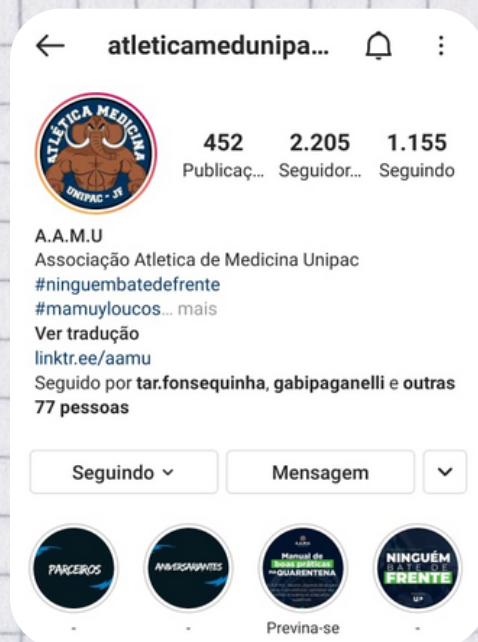 atleticamedunipa...
ATLÉTICA MEDICINA
UNIPAC - JF
452 2.205 1.155
Publicaç... Seguidor... Seguindo
A.A.M.U
Associação Atletica de Medicina Unipac
#ninguembatedefrente
#mamuyloucos... mais
Ver tradução
linktr.ee/aamu
Seguido por tar.fonsequinha, gabipaganelli e outras
77 pessoas
Seguindo Mensagem
PARCEIROS
ANIVERSARIANTES
Manual de
boas práticas
NA QUARENTENA
NINGUÉM
BATE DE
FRENTE
- - Previna-se -